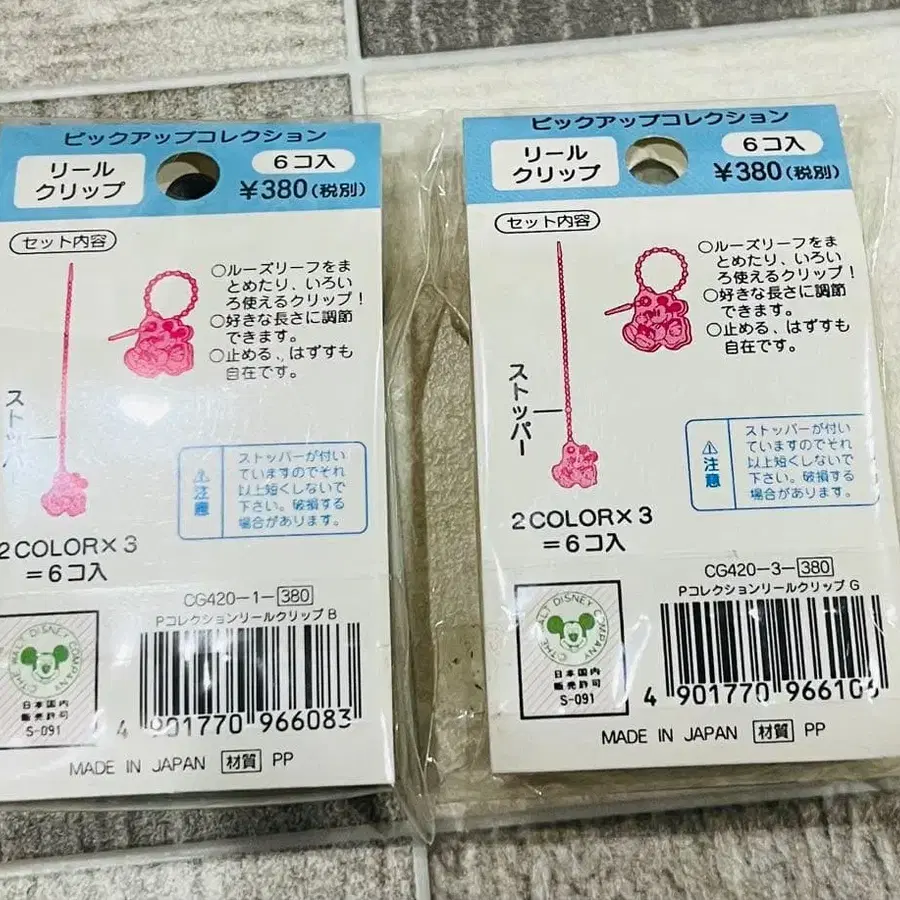 ピックアップコレクション
リール
クリップ
6コ入
¥380(税別)
セット内容
○ルーズリーフをま
とめたり、いろい
ろ使えるクリップ!
○好きな長さに調節
できます。
○止める、はずすも
自在です。
ストッパー
⚠注意
ストッパーが付い
ていますのでそれ
以上短くしないで
下さい。破損する
場合があります。
2COLOR×3
=6コ入
CG420-1-380
PコレクションリールクリップB
©THE WALT DISNEY COMPANY
日本国内
販売許可
S-091
4 901770 966083
MADE IN JAPAN 材質 PP
ピックアップコレクション
リール
クリップ
6コ入
¥380(税別)
セット内容
○ルーズリーフをま
とめたり、いろい
ろ使えるクリップ!
○好きな長さに調節
できます。
○止める、はずすも
自在です。
ストッパー
⚠注意
ストッパーが付い
ていますのでそれ
以上短くしないで
下さい。破損する
場合があります。
2COLOR×3
=6コ入
CG420-3-380
PコレクションリールクリップG
©THE WALT DISNEY COMPANY
日本国内
販売許可
S-091
4 901770 966106
MADE IN JAPAN 材質 PP